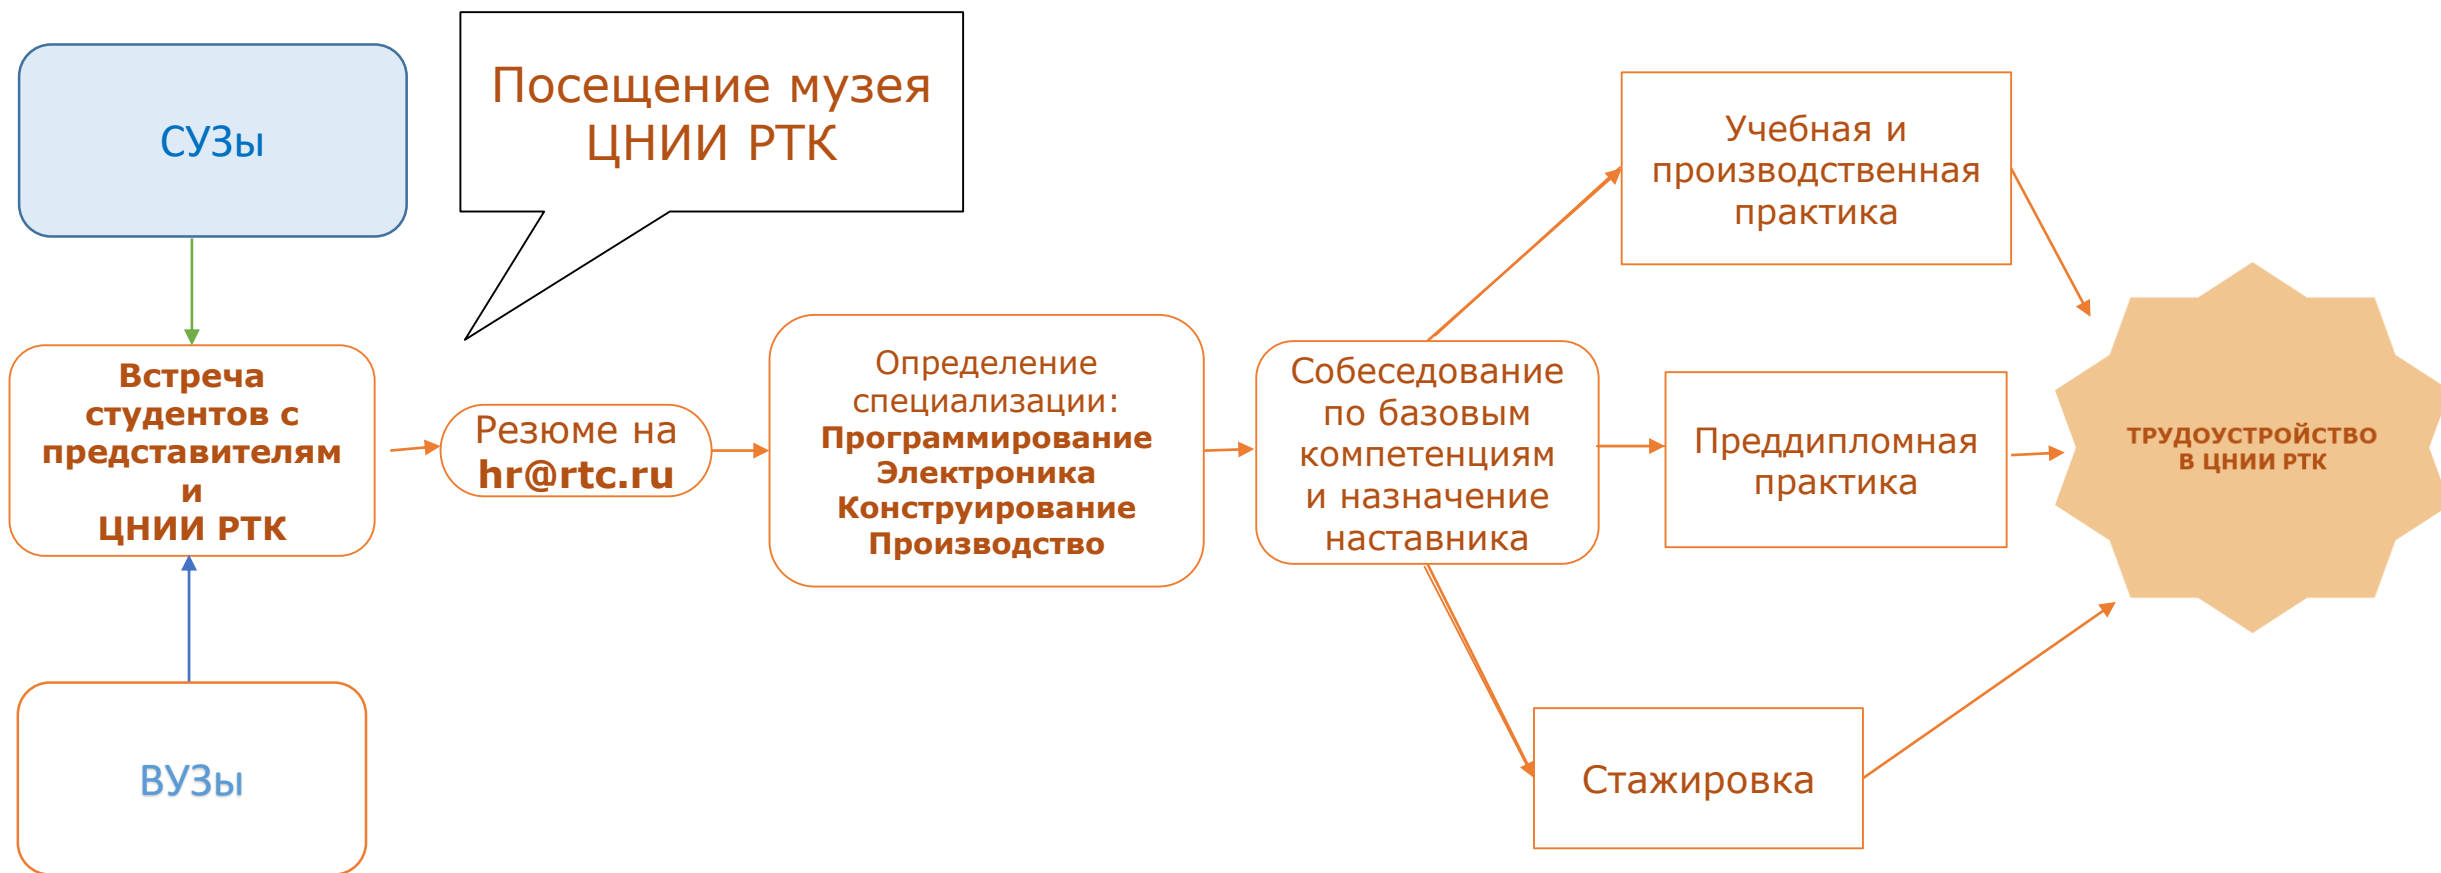 СУЗы
Посещение музея
ЦНИИ РТК
Встреча
студентов с
представителям
и
ЦНИИ РТК
ВУЗы
Резюме на
hr@rtc.ru
Определение
специализации:
Программирование
Электроника
Конструирование
Производство
Собеседование
по базовым
компетенциям
и назначение
наставника
Учебная и
производственная
практика
Преддипломная
практика
Стажировка
ТРУДОУСТРОЙСТВО
В ЦНИИ РТК